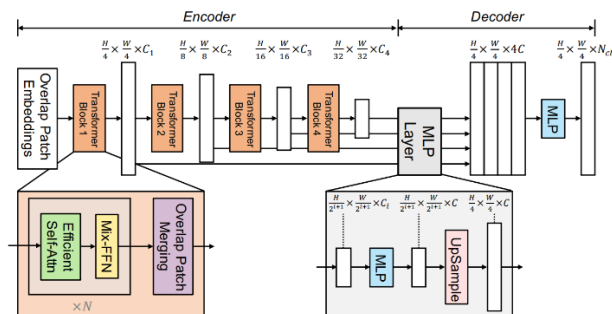 Encoder
Decoder
H/4 × W/4 × C₁
H/8 × W/8 × C₂
H/16 × W/16 × C₃
H/32 × W/32 × C₄
H/4 × W/4 × 4C
H/4 × W/4 × N_cl
Overlap Patch
Embeddings
Transformer
Block 1
Transformer
Block 2
Transformer
Block 3
Transformer
Block 4
MLP
Layer
MLP
Efficient
Self-Attn
Mix-FFN
Overlap Patch
Merging
×N
H/2^{i+1} × W/2^{i+1} × C_i
H/2^{i+1} × W/2^{i+1} × C
H/4 × W/4 × C
MLP
UpSample